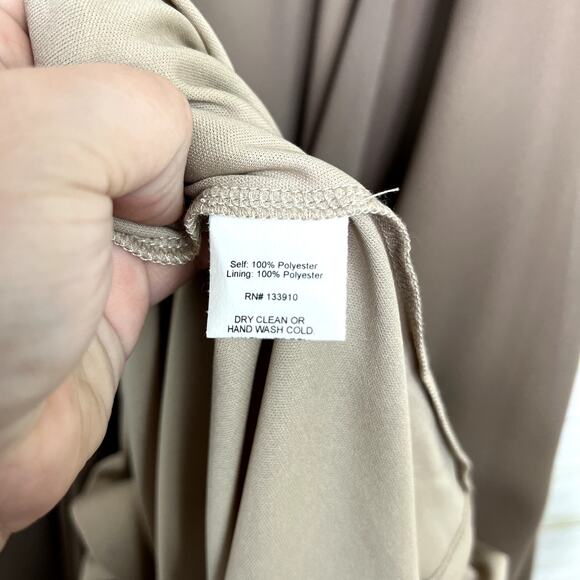 Self: 100% Polyester
Lining: 100% Polyester
RN# 133910
DRY CLEAN OR
HAND WASH COLD.